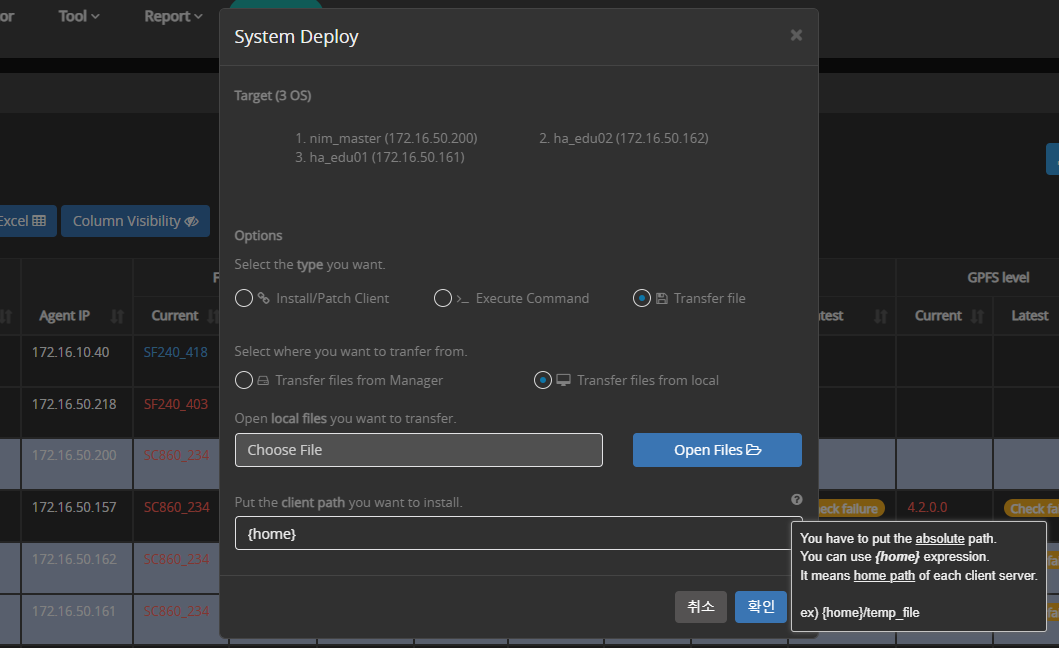 or Tool Report
System Deploy
Target (3 OS)
1. nim_master (172.16.50.200) 2. ha_edu02 (172.16.50.162)
3. ha_edu01 (172.16.50.161)
Excel Column Visibility
Options
Select the type you want.
Install/Patch Client >_ Execute Command Transfer file
GPFS level
Agent IP Current Current Latest
172.16.10.40 SF240_418
Select where you want to tranfer from.
Transfer files from Manager Transfer files from local
172.16.50.218 SF240_403
Open local files you want to transfer.
Choose File Open Files
172.16.50.200 SC860_234
Put the client path you want to install.
172.16.50.157 SC860_234 4.2.0.0
{home}
You have to put the absolute path.
You can use {home} expression.
It means home path of each client server.
ex) {home}/temp_file
172.16.50.162 SC860_234
172.16.50.161 SC860_234
취소 확인